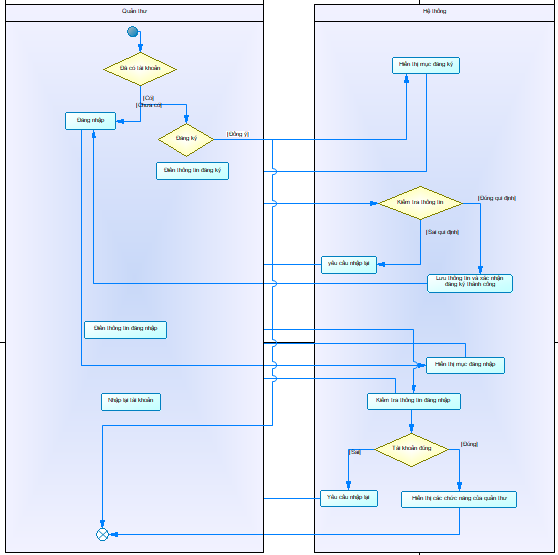 Quản thư
Hệ thống
Đã có tài khoản
Hiển thị mục đăng ký
[Có]
[Chưa có]
Đăng nhập
Đăng ký
[Đồng ý]
Điền thông tin đăng ký
Kiểm tra thông tin
[Đúng qui định]
[Sai qui định]
yêu cầu nhập lại
Lưu thông tin và xác nhận
đăng ký thành công
Điền thông tin đăng nhập
Hiển thị mục đăng nhập
Nhập lại tài khoản
Kiểm tra thông tin đăng nhập
Tài khoản đúng
[Đúng]
[Sai]
Yêu cầu nhập lại
Hiển thị các chức năng của quản thư